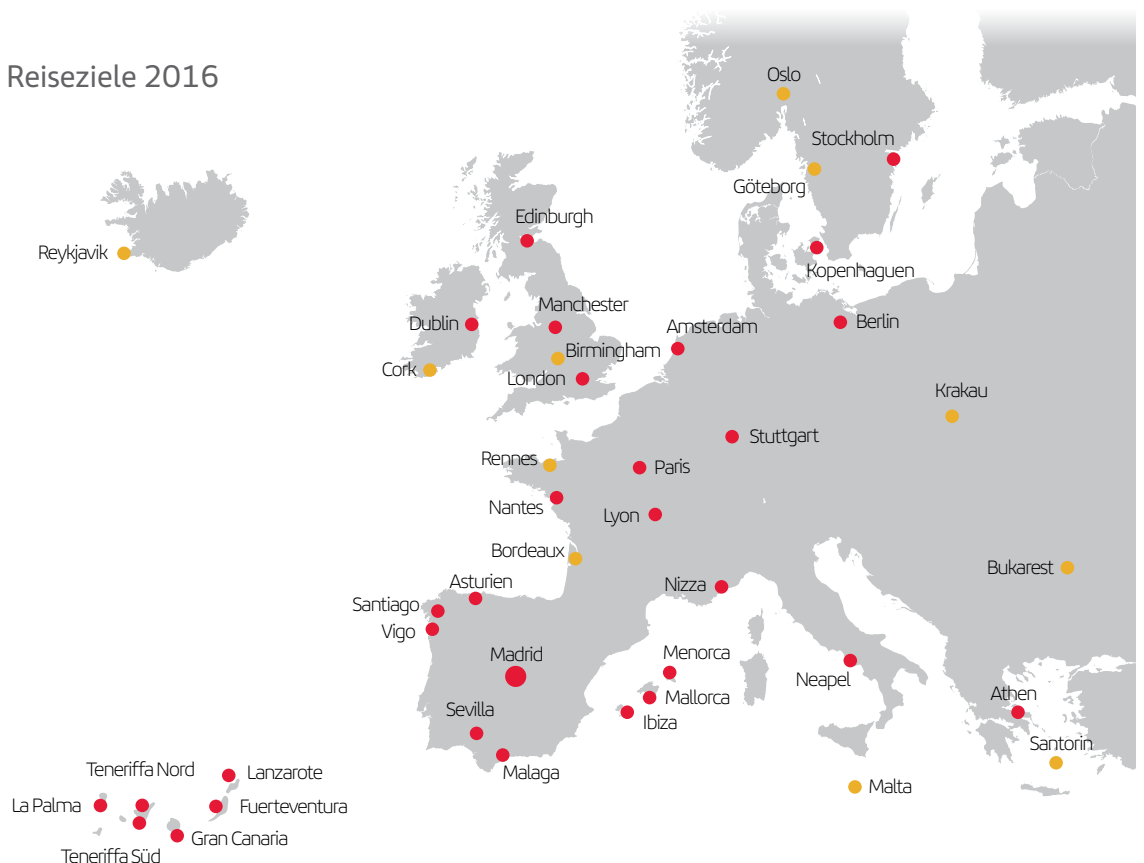 Reiseziele 2016
Oslo
Stockholm
Göteborg
Edinburgh
Reykjavik
Kopenhaguen
Manchester
Dublin
Amsterdam
Berlin
Birmingham
Cork
London
Krakau
Stuttgart
Rennes
Paris
Nantes
Lyon
Bordeaux
Bukarest
Asturien
Nizza
Santiago
Vigo
Madrid
Menorca
Neapel
Mallorca
Athen
Sevilla
Ibiza
Santorin
Malaga
Teneriffa Nord
Lanzarote
Malta
La Palma
Fuerteventura
Gran Canaria
Teneriffa Süd